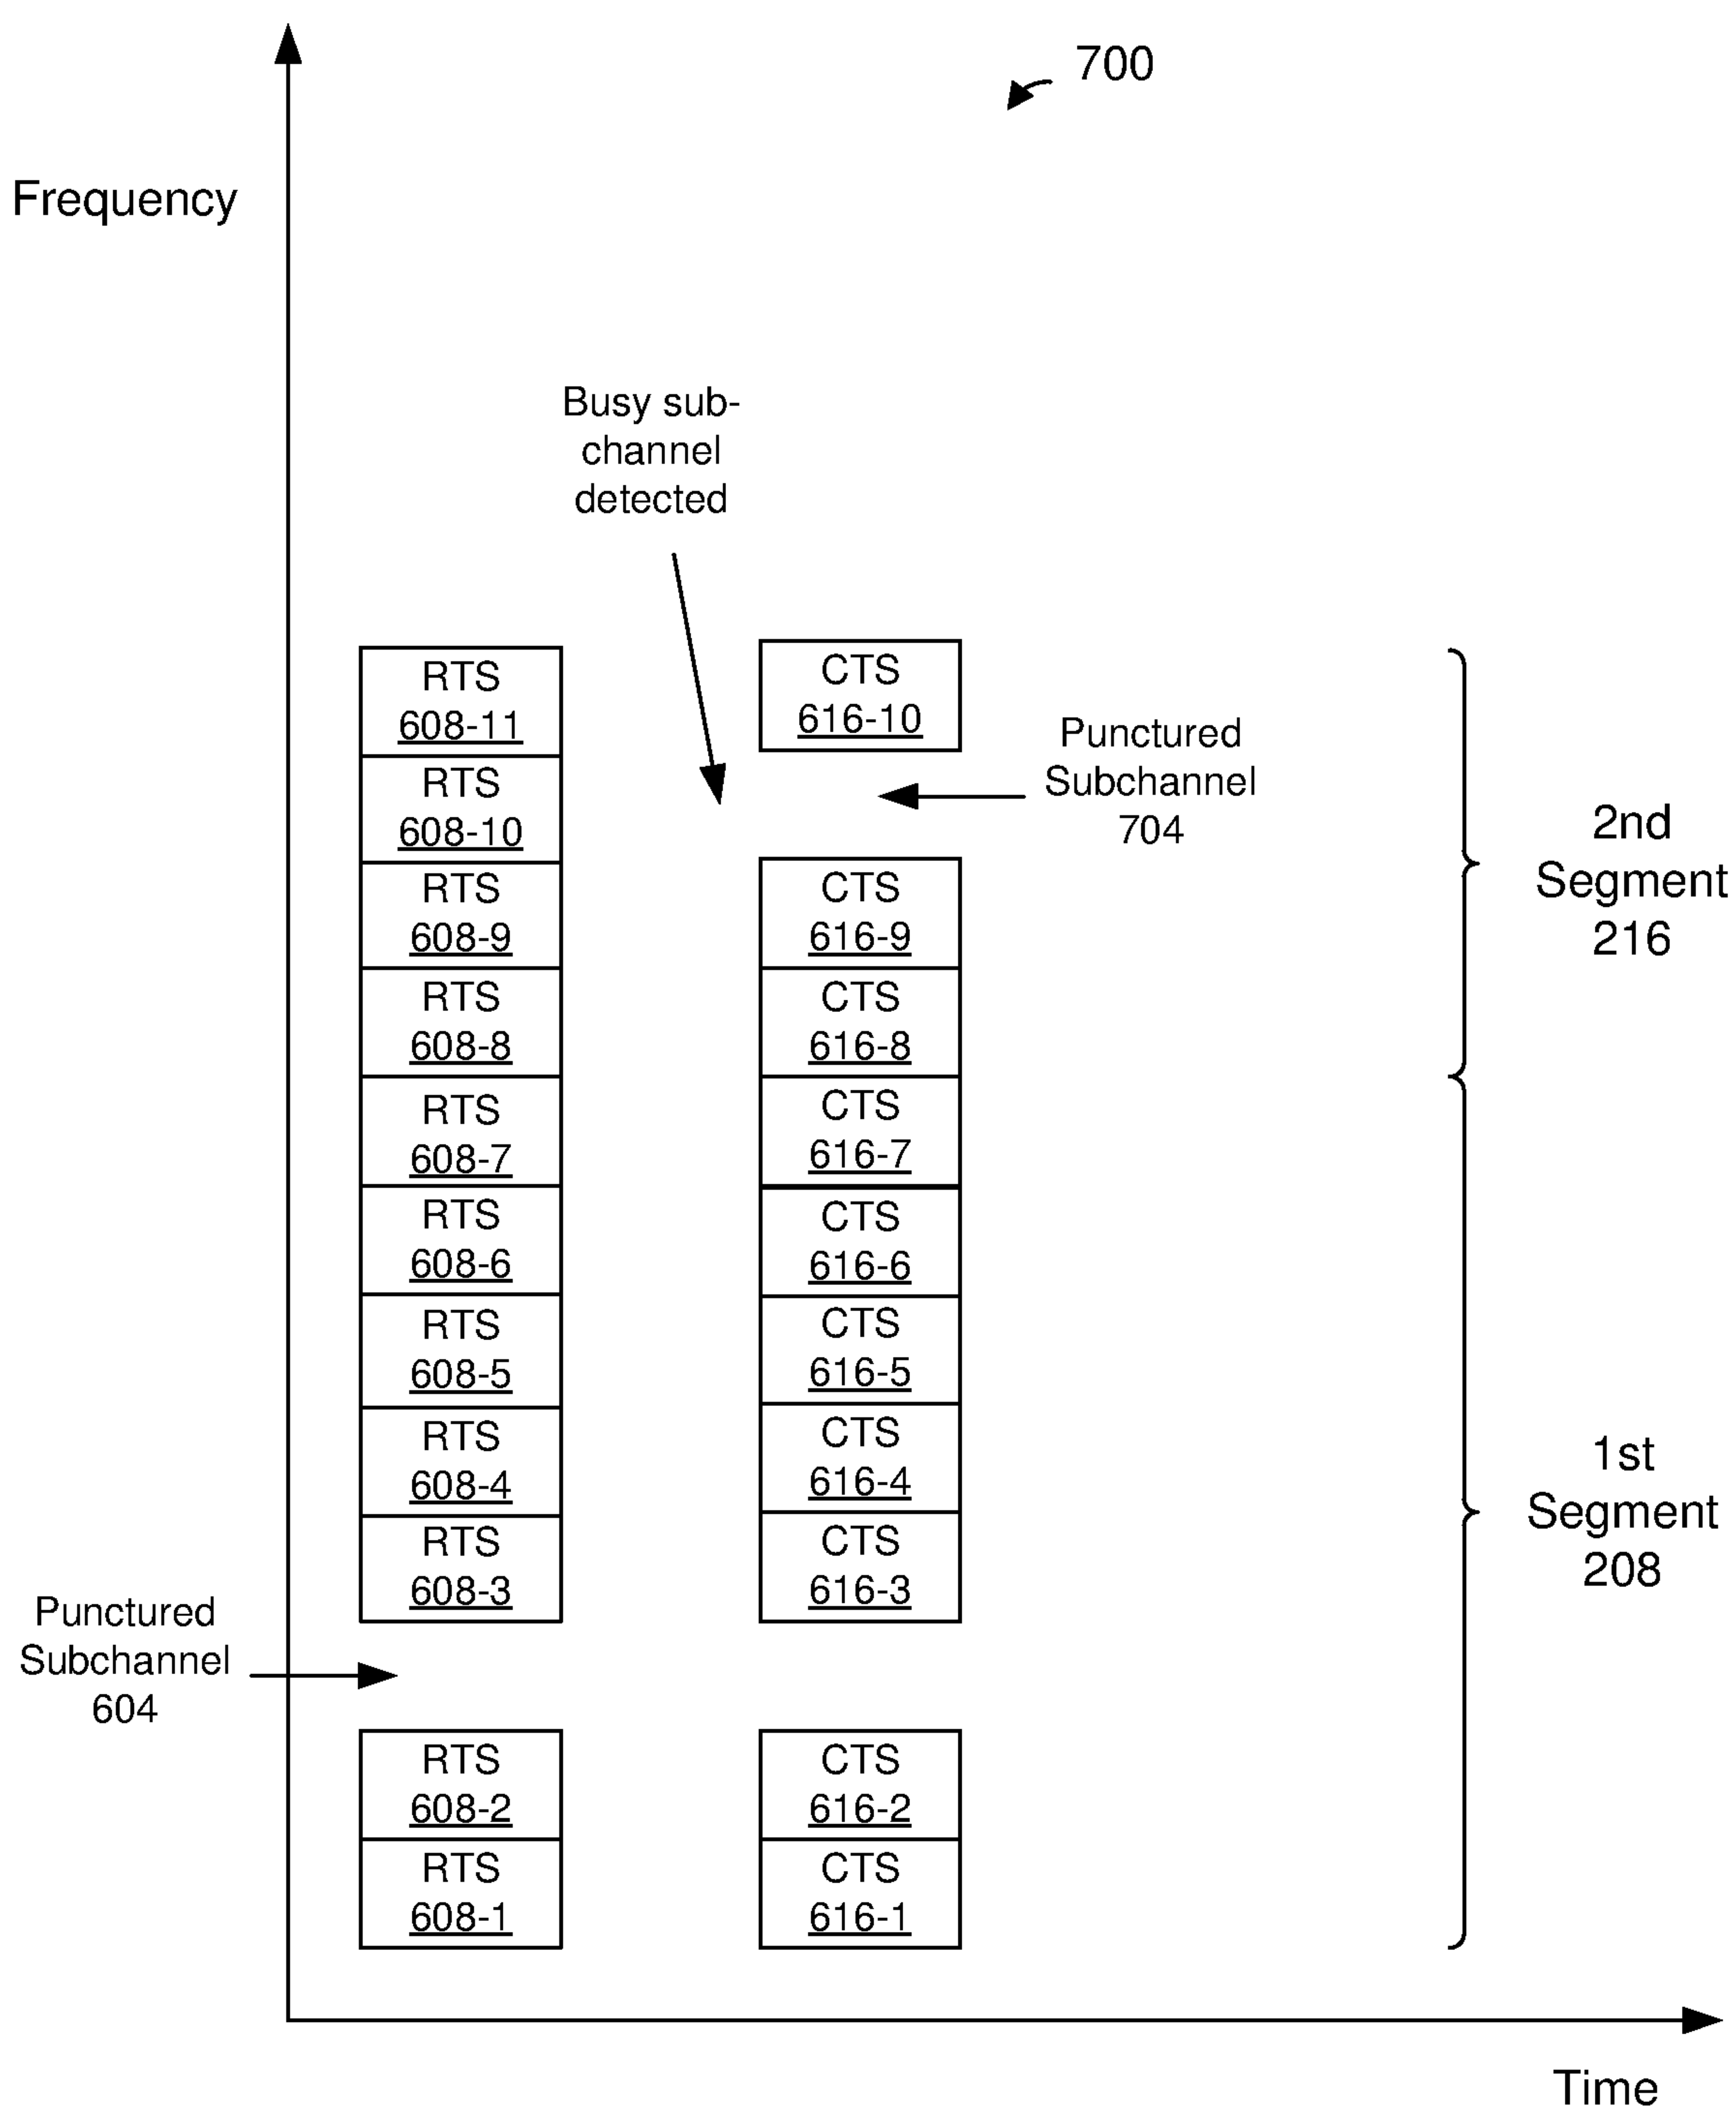 700
Frequency
Busy sub-
channel
detected
RTS
608-11
RTS
608-10
RTS
608-9
RTS
608-8
RTS
608-7
RTS
608-6
RTS
608-5
RTS
608-4
RTS
608-3
Punctured
Subchannel
604
RTS
608-2
RTS
608-1
CTS
616-10
Punctured
Subchannel
704
CTS
616-9
CTS
616-8
CTS
616-7
CTS
616-6
CTS
616-5
CTS
616-4
CTS
616-3
CTS
616-2
CTS
616-1
2nd
Segment
216
1st
Segment
208
Time